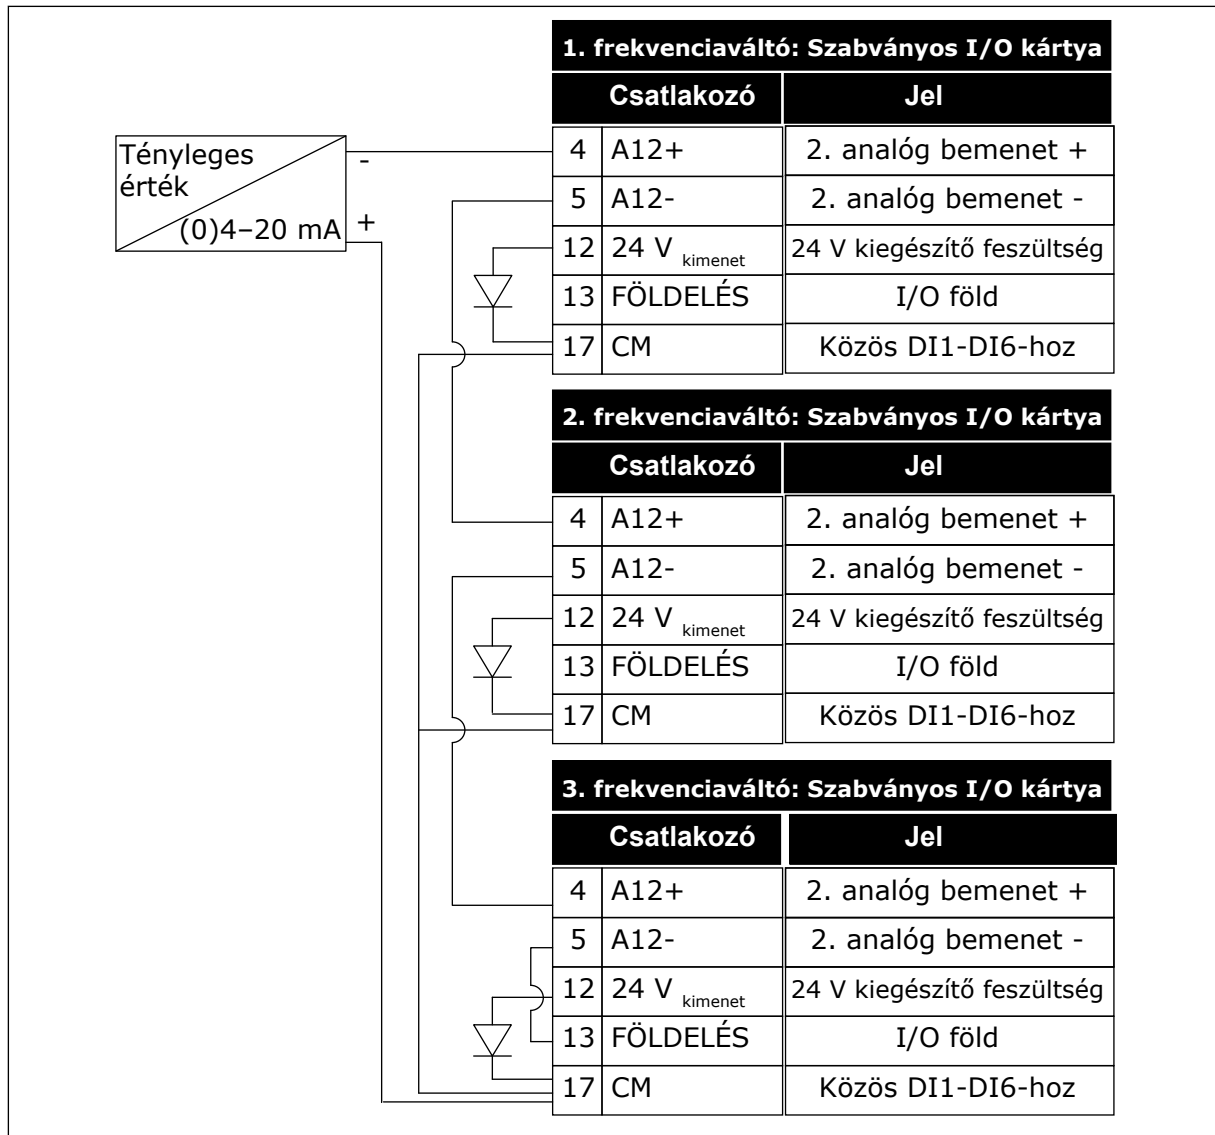 1. frekvenciaváltó: Szabványos I/O kártya
Csatlakozó Jel
4 A12+ 2. analóg bemenet +
5 A12- 2. analóg bemenet -
12 24 V kimenet 24 V kiegészítő feszültség
13 FÖLDELÉS I/O föld
17 CM Közös DI1-DI6-hoz
Tényleges
érték
(0)4–20 mA
-
+
2. frekvenciaváltó: Szabványos I/O kártya
Csatlakozó Jel
4 A12+ 2. analóg bemenet +
5 A12- 2. analóg bemenet -
12 24 V kimenet 24 V kiegészítő feszültség
13 FÖLDELÉS I/O föld
17 CM Közös DI1-DI6-hoz
3. frekvenciaváltó: Szabványos I/O kártya
Csatlakozó Jel
4 A12+ 2. analóg bemenet +
5 A12- 2. analóg bemenet -
12 24 V kimenet 24 V kiegészítő feszültség
13 FÖLDELÉS I/O föld
17 CM Közös DI1-DI6-hoz